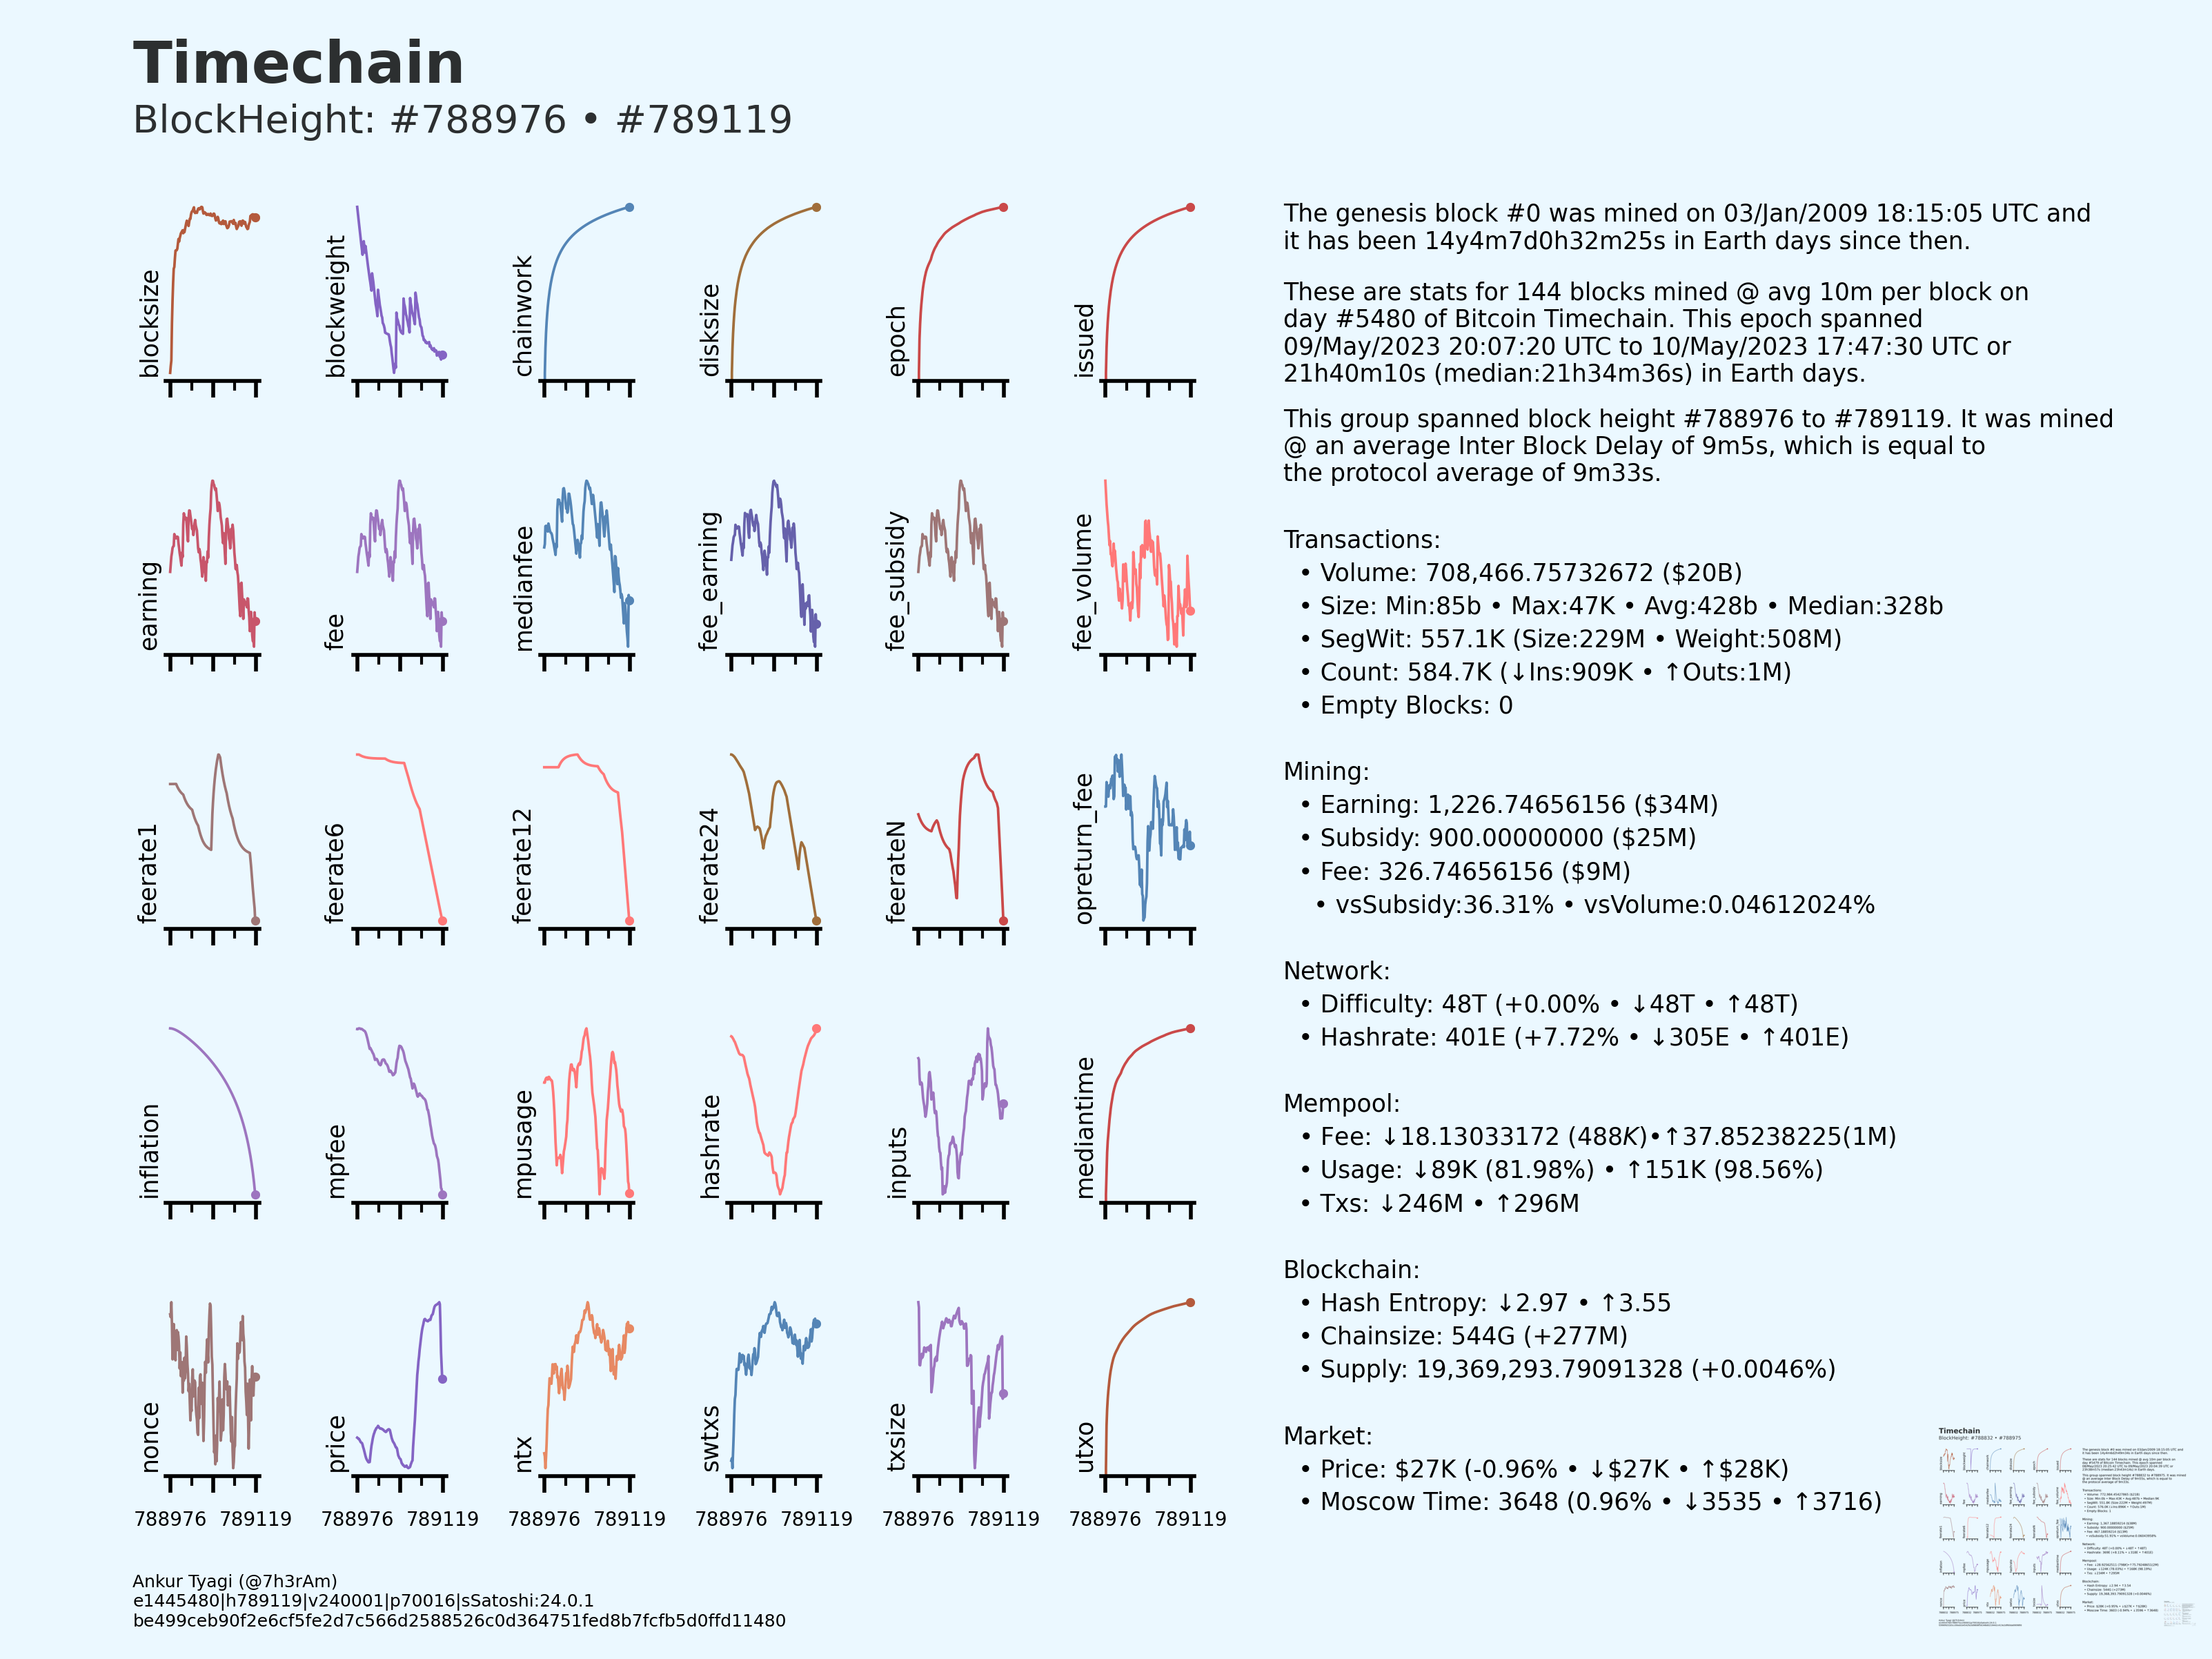 Timechain
BlockHeight: #788976 • #789119
blocksize
blockweight
chainwork
disksize
epoch
issued
earning
fee
medianfee
fee_earning
fee_subsidy
fee_volume
feerate1
feerate6
feerate12
feerate24
feerateN
opreturn_fee
inflation
mpfee
mpusage
hashrate
inputs
mediantime
nonce
price
ntx
swtxs
txsize
utxo
788976 789119 788976 789119 788976 789119 788976 789119 788976 789119 788976 789119
The genesis block #0 was mined on 03/Jan/2009 18:15:05 UTC and
it has been 14y4m7d0h32m25s in Earth days since then.
These are stats for 144 blocks mined @ avg 10m per block on
day #5480 of Bitcoin Timechain. This epoch spanned
09/May/2023 20:07:20 UTC to 10/May/2023 17:47:30 UTC or
21h40m10s (median:21h34m36s) in Earth days.
This group spanned block height #788976 to #789119. It was mined
@ an average Inter Block Delay of 9m5s, which is equal to
the protocol average of 9m33s.
Transactions:
• Volume: 708,466.75732672 ($20B)
• Size: Min:85b • Max:47K • Avg:428b • Median:328b
• SegWit: 557.1K (Size:229M • Weight:508M)
• Count: 584.7K (↓Ins:909K • ↑Outs:1M)
• Empty Blocks: 0
Mining:
• Earning: 1,226.74656156 ($34M)
• Subsidy: 900.00000000 ($25M)
• Fee: 326.74656156 ($9M)
• vsSubsidy:36.31% • vsVolume:0.04612024%
Network:
• Difficulty: 48T (+0.00% • ↓48T • ↑48T)
• Hashrate: 401E (+7.72% • ↓305E • ↑401E)
Mempool:
• Fee: ↓18.13033172 (488K)•↑37.85238225(1M)
• Usage: ↓89K (81.98%) • ↑151K (98.56%)
• Txs: ↓246M • ↑296M
Blockchain:
• Hash Entropy: ↓2.97 • ↑3.55
• Chainsize: 544G (+277M)
• Supply: 19,369,293.79091328 (+0.0046%)
Market:
• Price: $27K (-0.96% • ↓$27K • ↑$28K)
• Moscow Time: 3648 (0.96% • ↓3535 • ↑3716)
Ankur Tyagi (@7h3rAm)
e1445480|h789119|v240001|p70016|sSatoshi:24.0.1
be499ceb90f2e6cf5fe2d7c566d2588526c0d364751fed8b7fcfb5d0ffd11480
Timechain
BlockHeight: #788832 • #788975